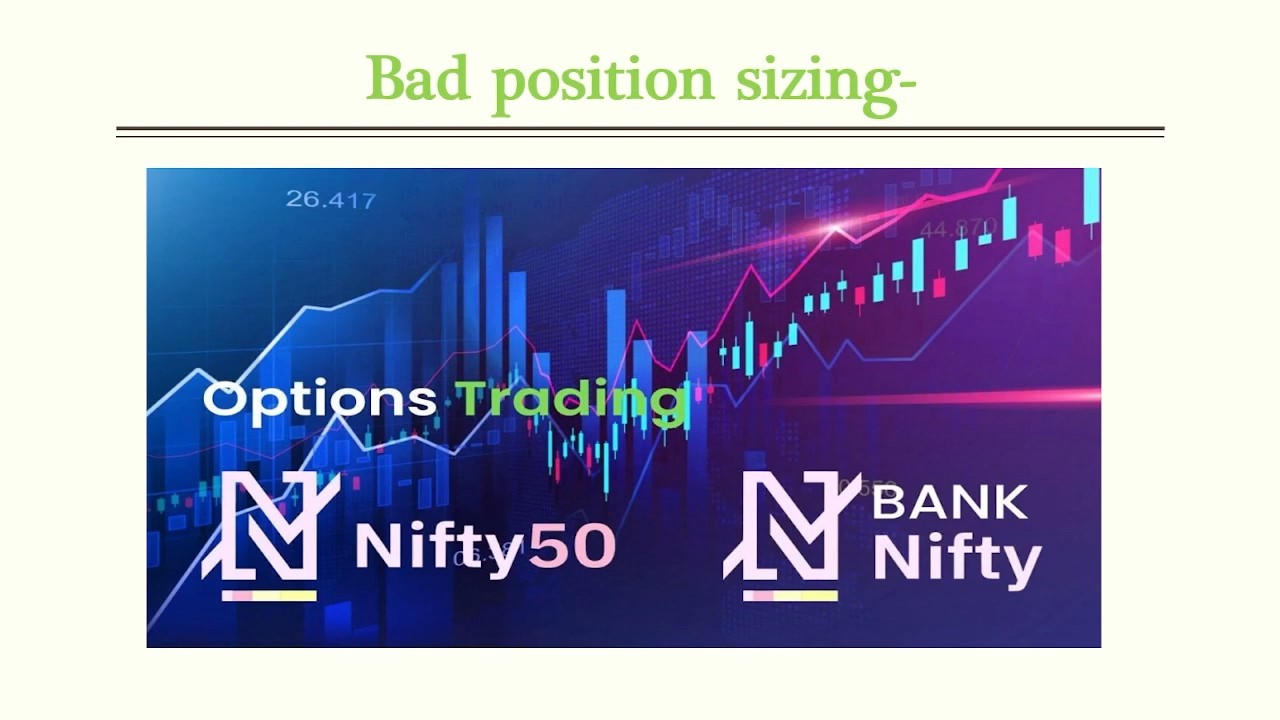 Bad position sizing-
26.417
44.870
Options Trading
Nifty50
BANK
Nifty